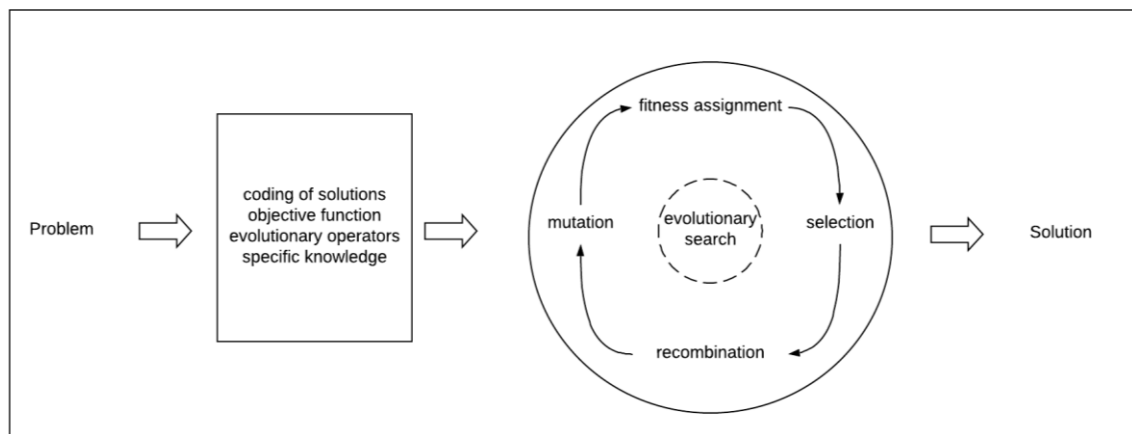 Problem
coding of solutions
objective function
evolutionary operators
specific knowledge
fitness assignment
mutation
evolutionary
search
selection
recombination
Solution